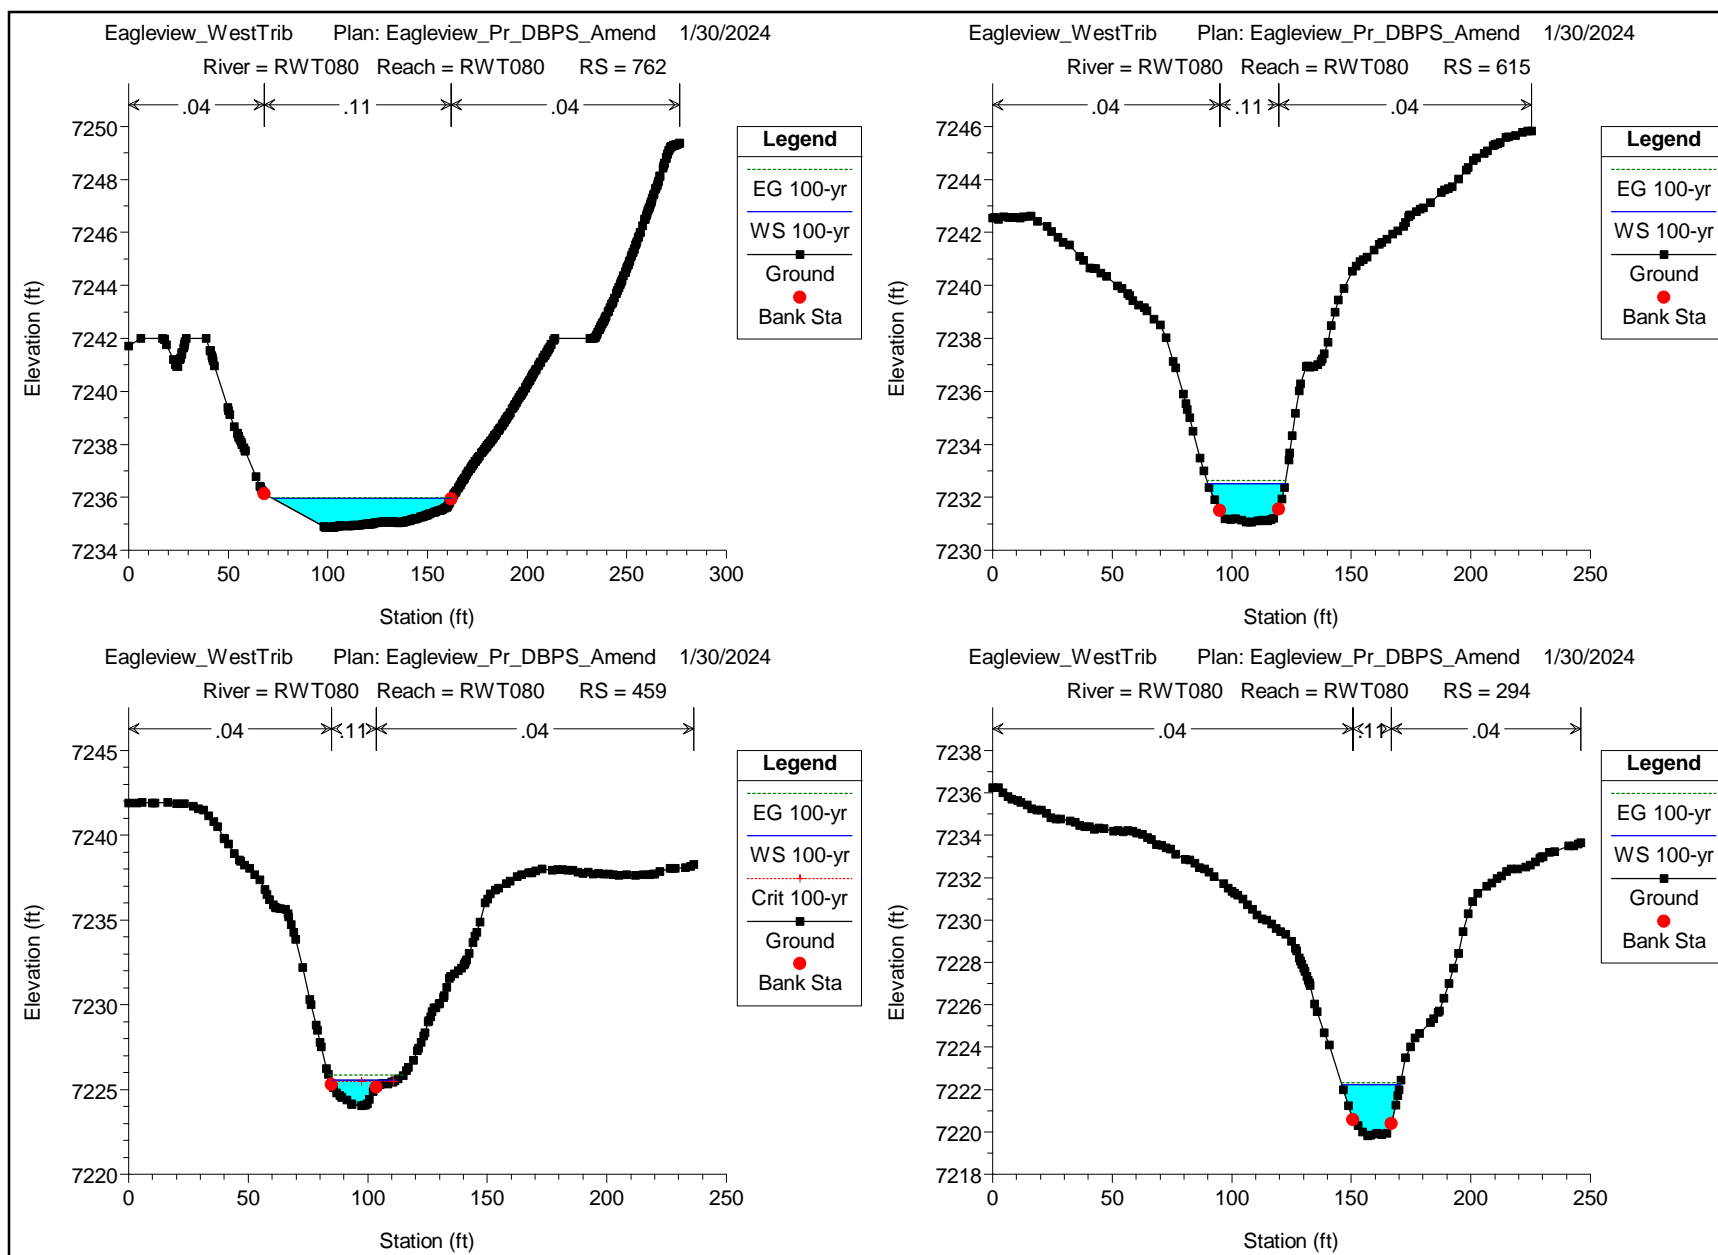 Eagleview_WestTrib Plan: Eagleview_Pr_DBPS_Amend 1/30/2024
River = RWT080 Reach = RWT080 RS = 762
.04 .11 .04
7250
7248
7246
7244
7242
7240
7238
7236
7234
Elevation (ft)
0 50 100 150 200 250 300
Station (ft)
Legend
EG 100-yr
WS 100-yr
Ground
Bank Sta
Eagleview_WestTrib Plan: Eagleview_Pr_DBPS_Amend 1/30/2024
River = RWT080 Reach = RWT080 RS = 615
.04 .11 .04
7246
7244
7242
7240
7238
7236
7234
7232
7230
Elevation (ft)
0 50 100 150 200 250
Station (ft)
Legend
EG 100-yr
WS 100-yr
Ground
Bank Sta
Eagleview_WestTrib Plan: Eagleview_Pr_DBPS_Amend 1/30/2024
River = RWT080 Reach = RWT080 RS = 459
.04 .11 .04
7245
7240
7235
7230
7225
7220
Elevation (ft)
0 50 100 150 200 250
Station (ft)
Legend
EG 100-yr
WS 100-yr
Crit 100-yr
Ground
Bank Sta
Eagleview_WestTrib Plan: Eagleview_Pr_DBPS_Amend 1/30/2024
River = RWT080 Reach = RWT080 RS = 294
.04 .11 .04
7238
7236
7234
7232
7230
7228
7226
7224
7222
7220
7218
Elevation (ft)
0 50 100 150 200 250
Station (ft)
Legend
EG 100-yr
WS 100-yr
Ground
Bank Sta